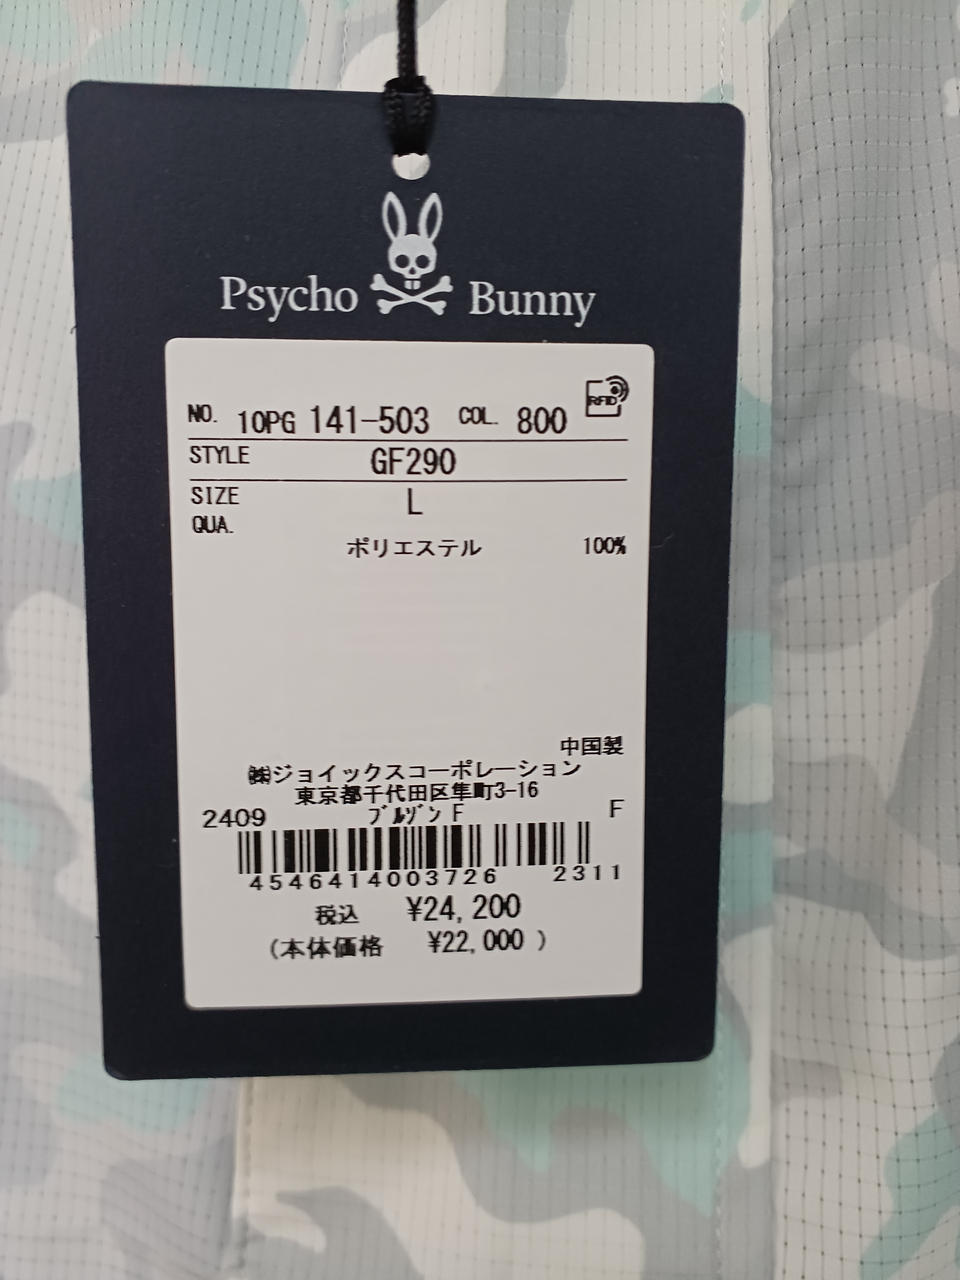 Psycho Bunny
RFID
NO. 10PG 141-503 COL. 800
STYLE GF290
SIZE L
QUA.
ポリエステル 100%
中国製
㈱ジョイックスコーポレーション
東京都千代田区隼町3-16
2409 ﾌﾞﾙｿﾞﾝ F F
4546414003726 2311
税込 ¥24,200
(本体価格 ¥22,000 )